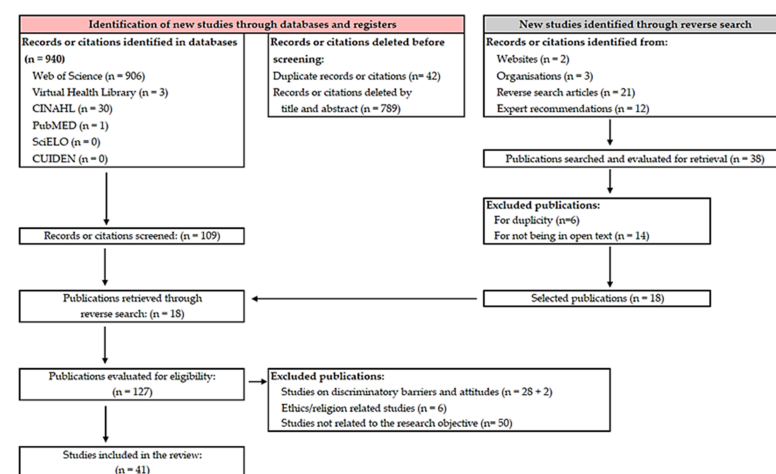 Identification of new studies through databases and registers
Records or citations identified in databases
(n = 940)
Web of Science (n = 906)
Virtual Health Library (n = 3)
CINAHL (n = 30)
PubMED (n = 1)
SciELO (n = 0)
CUIDEN (n = 0)
Records or citations deleted before
screening:
Duplicate records or citations (n= 42)
Records or citations deleted by
title and abstract (n = 789)
New studies identified through reverse search
Records or citations identified from:
Websites (n = 2)
Organisations (n = 3)
Reverse search articles (n = 21)
Expert recommendations (n = 12)
Publications searched and evaluated for retrieval (n = 38)
Excluded publications:
For duplicity (n=6)
For not being in open text (n = 14)
Records or citations screened: (n = 109)
Publications retrieved through
reverse search: (n = 18)
Selected publications (n = 18)
Publications evaluated for eligibility:
(n = 127)
Excluded publications:
Studies on discriminatory barriers and attitudes (n = 28 + 2)
Ethics/religion related studies (n = 6)
Studies not related to the research objective (n= 50)
Studies included in the review:
(n = 41)